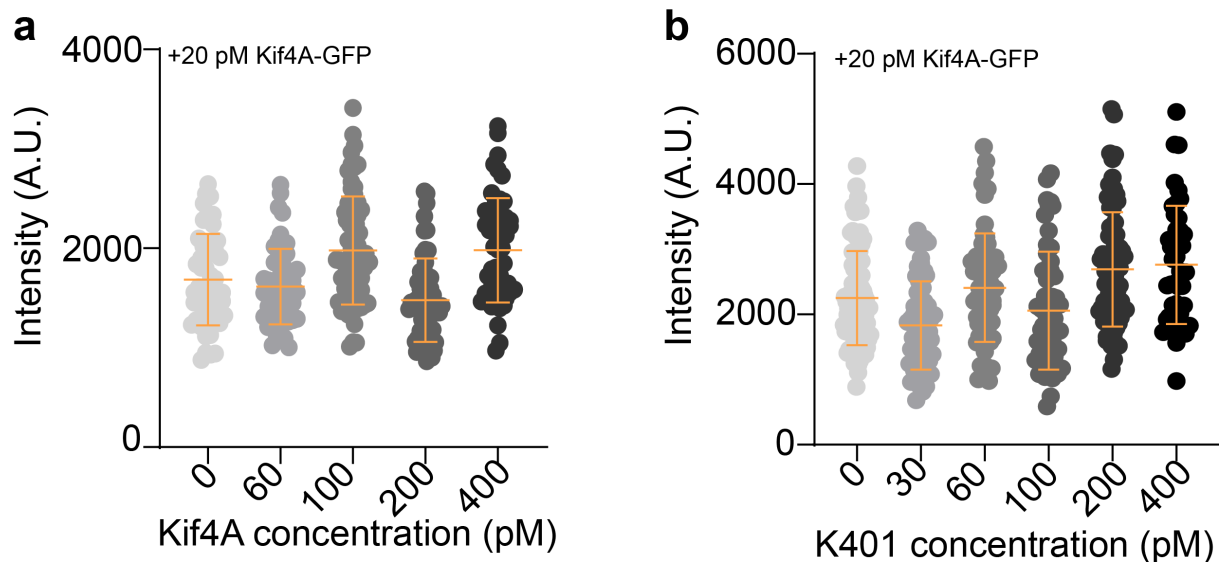 a
+20 pM Kif4A-GFP
4000
2000
0
Intensity (A.U.)
0 60 100 200 400
Kif4A concentration (pM)
b
+20 pM Kif4A-GFP
6000
4000
2000
0
Intensity (A.U.)
0 30 60 100 200 400
K401 concentration (pM)